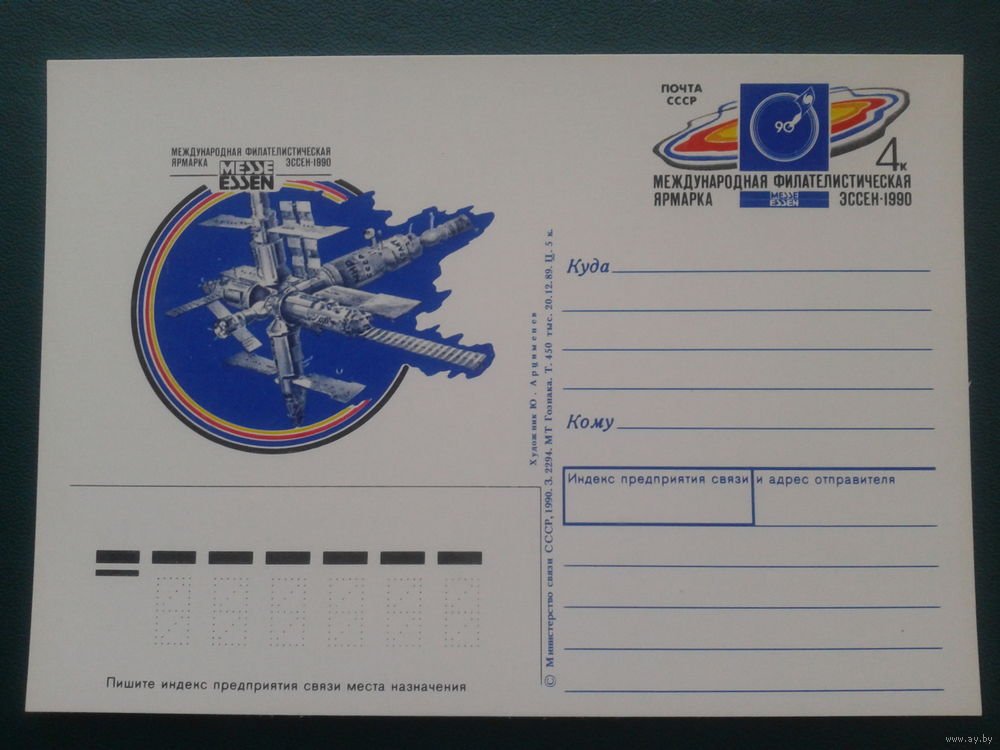 МЕЖДУНАРОДНАЯ ФИЛАТЕЛИСТИЧЕСКАЯ
ЯРМАРКА MESSE ESSEN ЭССЕН·1990
ПОЧТА
СССР
90
4к
МЕЖДУНАРОДНАЯ ФИЛАТЕЛИСТИЧЕСКАЯ
ЯРМАРКА MESSE ESSEN ЭССЕН·1990
МИР
Куда
Кому
Индекс предприятия связи и адрес отправителя
Художник Ю. Арцименев
© Министерство связи СССР, 1990. З. 2294. МТ Гознака. Т. 450 тыс. 20.12.89. Ц. 5 к.
Пишите индекс предприятия связи места назначения
www.ay.by